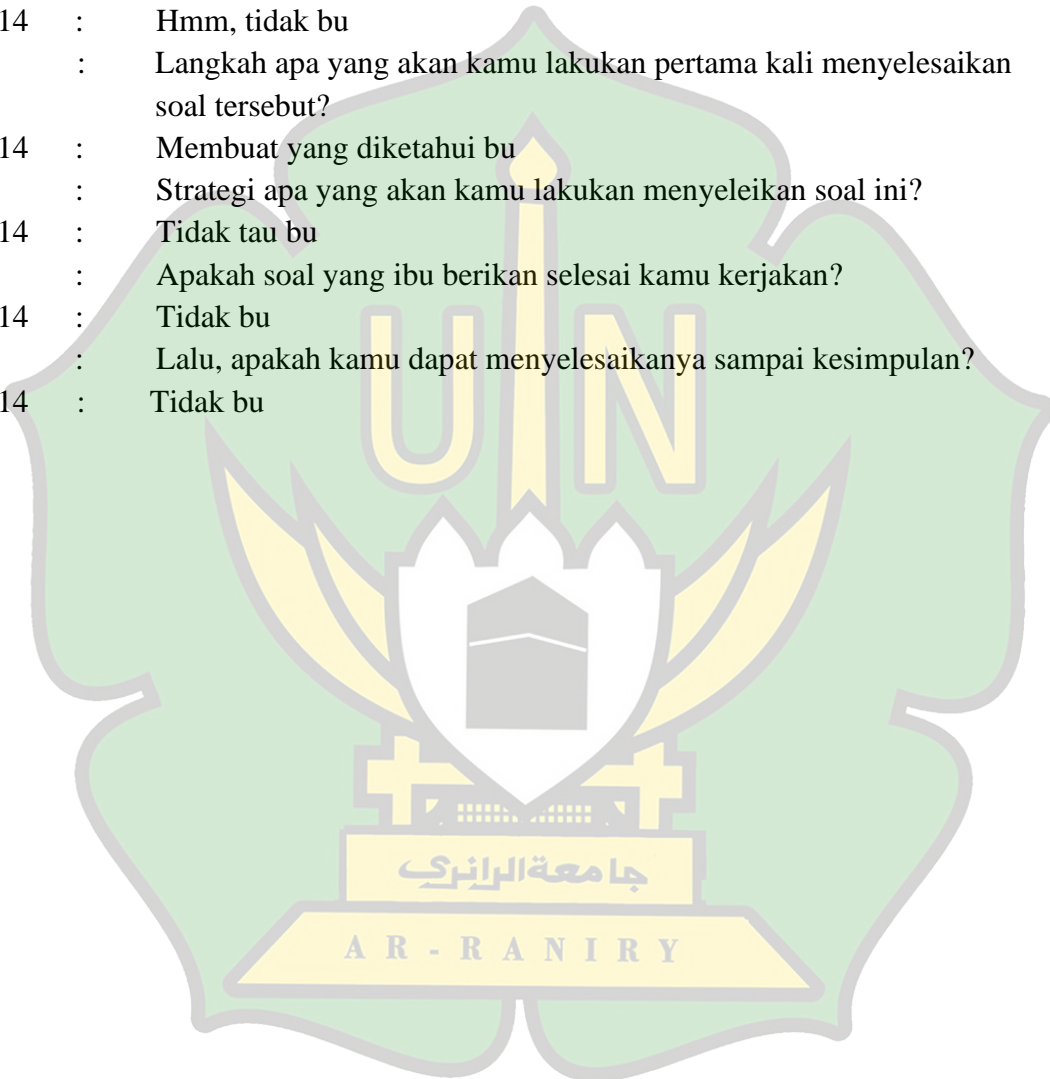 14 : Hmm, tidak bu
: Langkah apa yang akan kamu lakukan pertama kali menyelesaikan
soal tersebut?
14 : Membuat yang diketahui bu
: Strategi apa yang akan kamu lakukan menyeleikan soal ini?
14 : Tidak tau bu
: Apakah soal yang ibu berikan selesai kamu kerjakan?
14 : Tidak bu
: Lalu, apakah kamu dapat menyelesaikanya sampai kesimpulan?
14 : Tidak bu
UIN
جامعةالرانري
AR-RANIRY